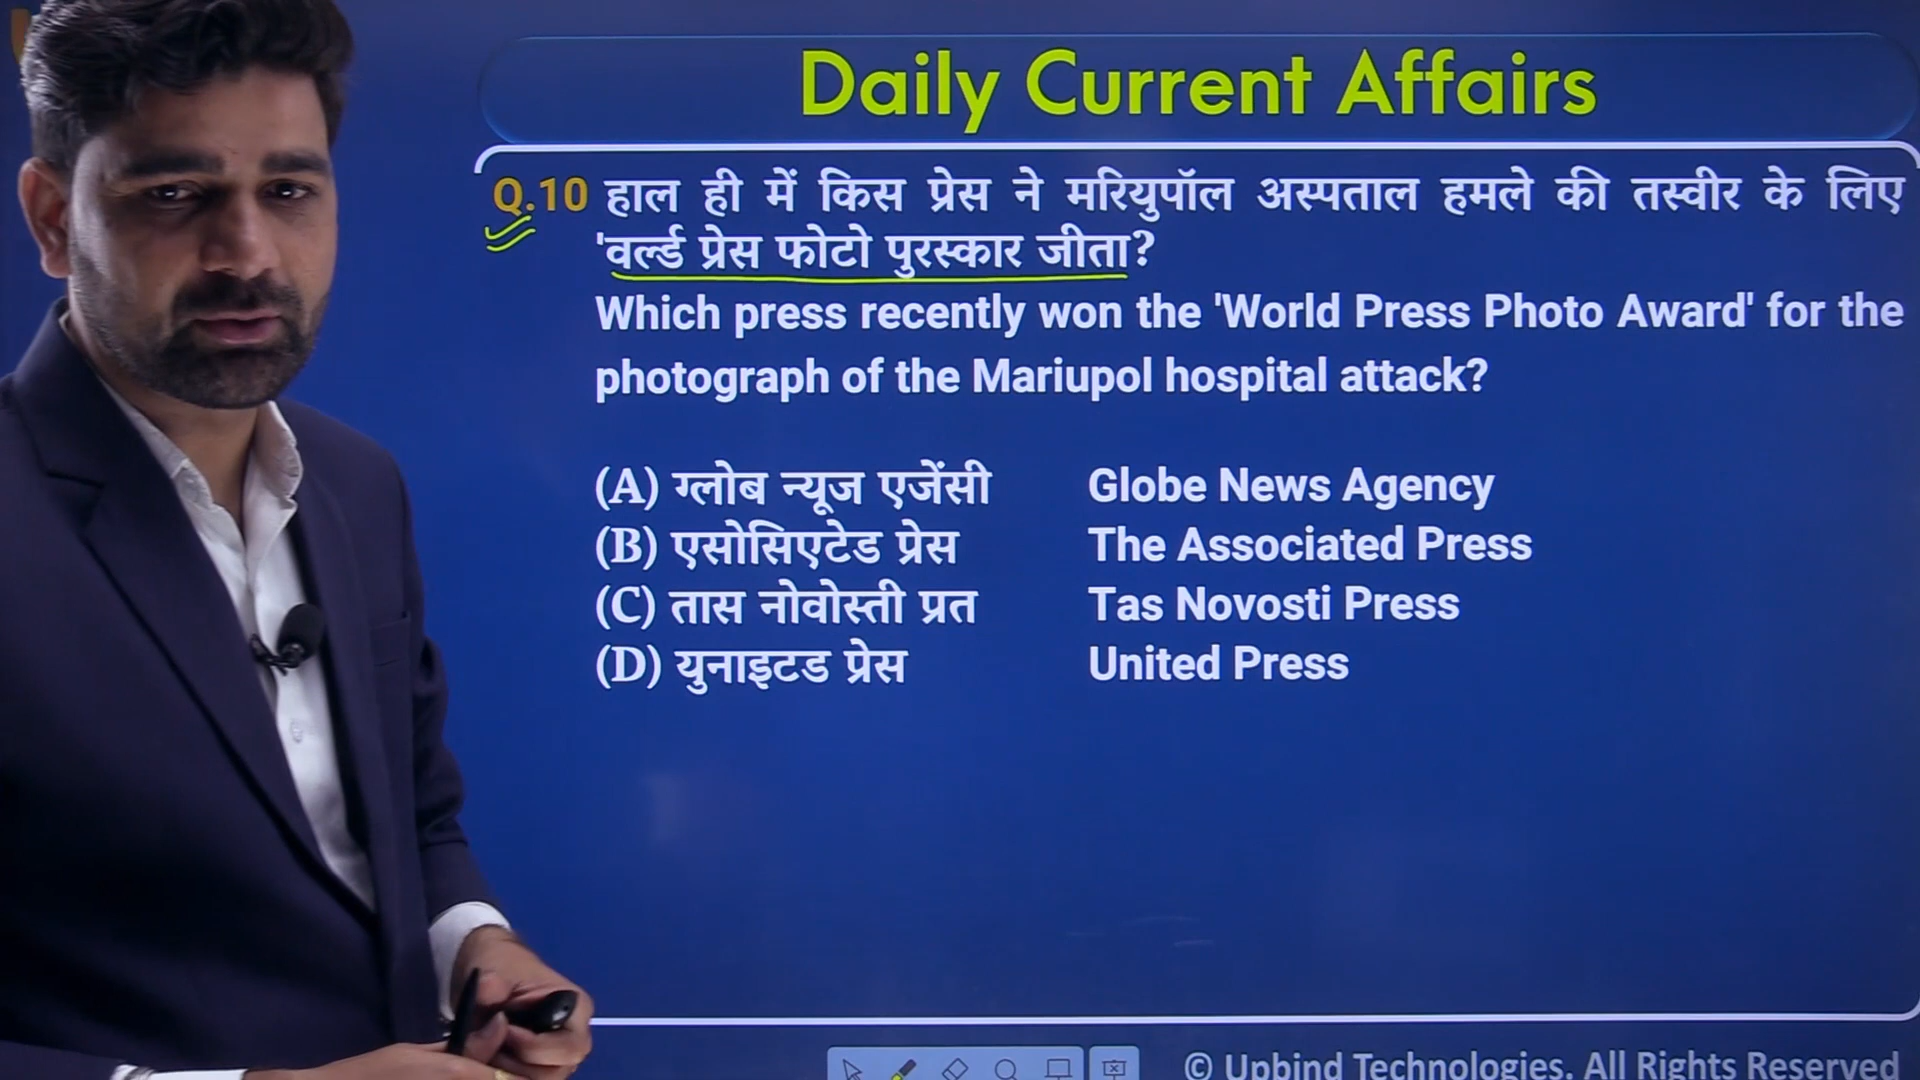 Daily Current Affairs
Q.10 हाल ही में किस प्रेस ने मरियुपॉल अस्पताल हमले की तस्वीर के लिए
'वर्ल्ड प्रेस फोटो पुरस्कार जीता?
Which press recently won the 'World Press Photo Award' for the
photograph of the Mariupol hospital attack?
(A) ग्लोब न्यूज एजेंसी Globe News Agency
(B) एसोसिएटेड प्रेस The Associated Press
(C) तास नोवोस्ती प्रत Tas Novosti Press
(D) युनाइटड प्रेस United Press
© Upbind Technologies. All Rights Reserved